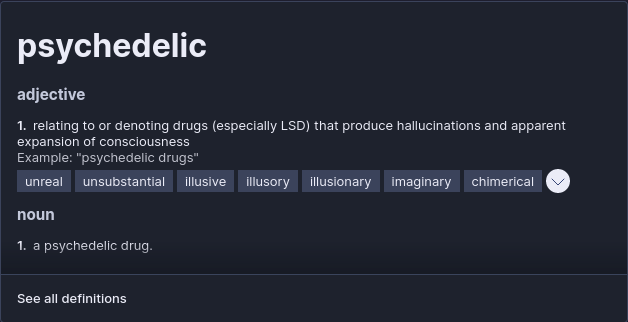 psychedelic
adjective
1. relating to or denoting drugs (especially LSD) that produce hallucinations and apparent
expansion of consciousness
Example: "psychedelic drugs"
unreal unsubstantial illusive illusory illusionary imaginary chimerical
noun
1. a psychedelic drug.
See all definitions